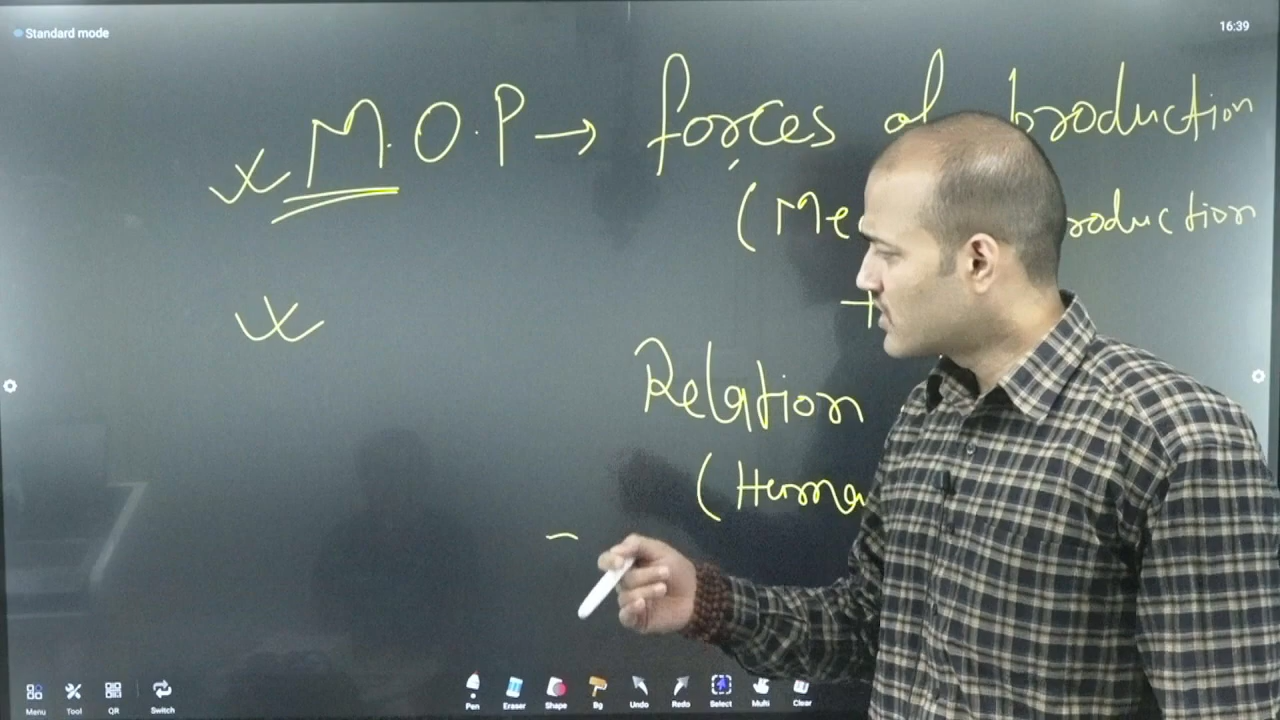 Standard mode
16:39
M.O.P → forces of production
(Me production
+
Relation
(Huma
Menu Tool QR Switch Pen Eraser Shape Bg Undo Redo Select Multi Clear